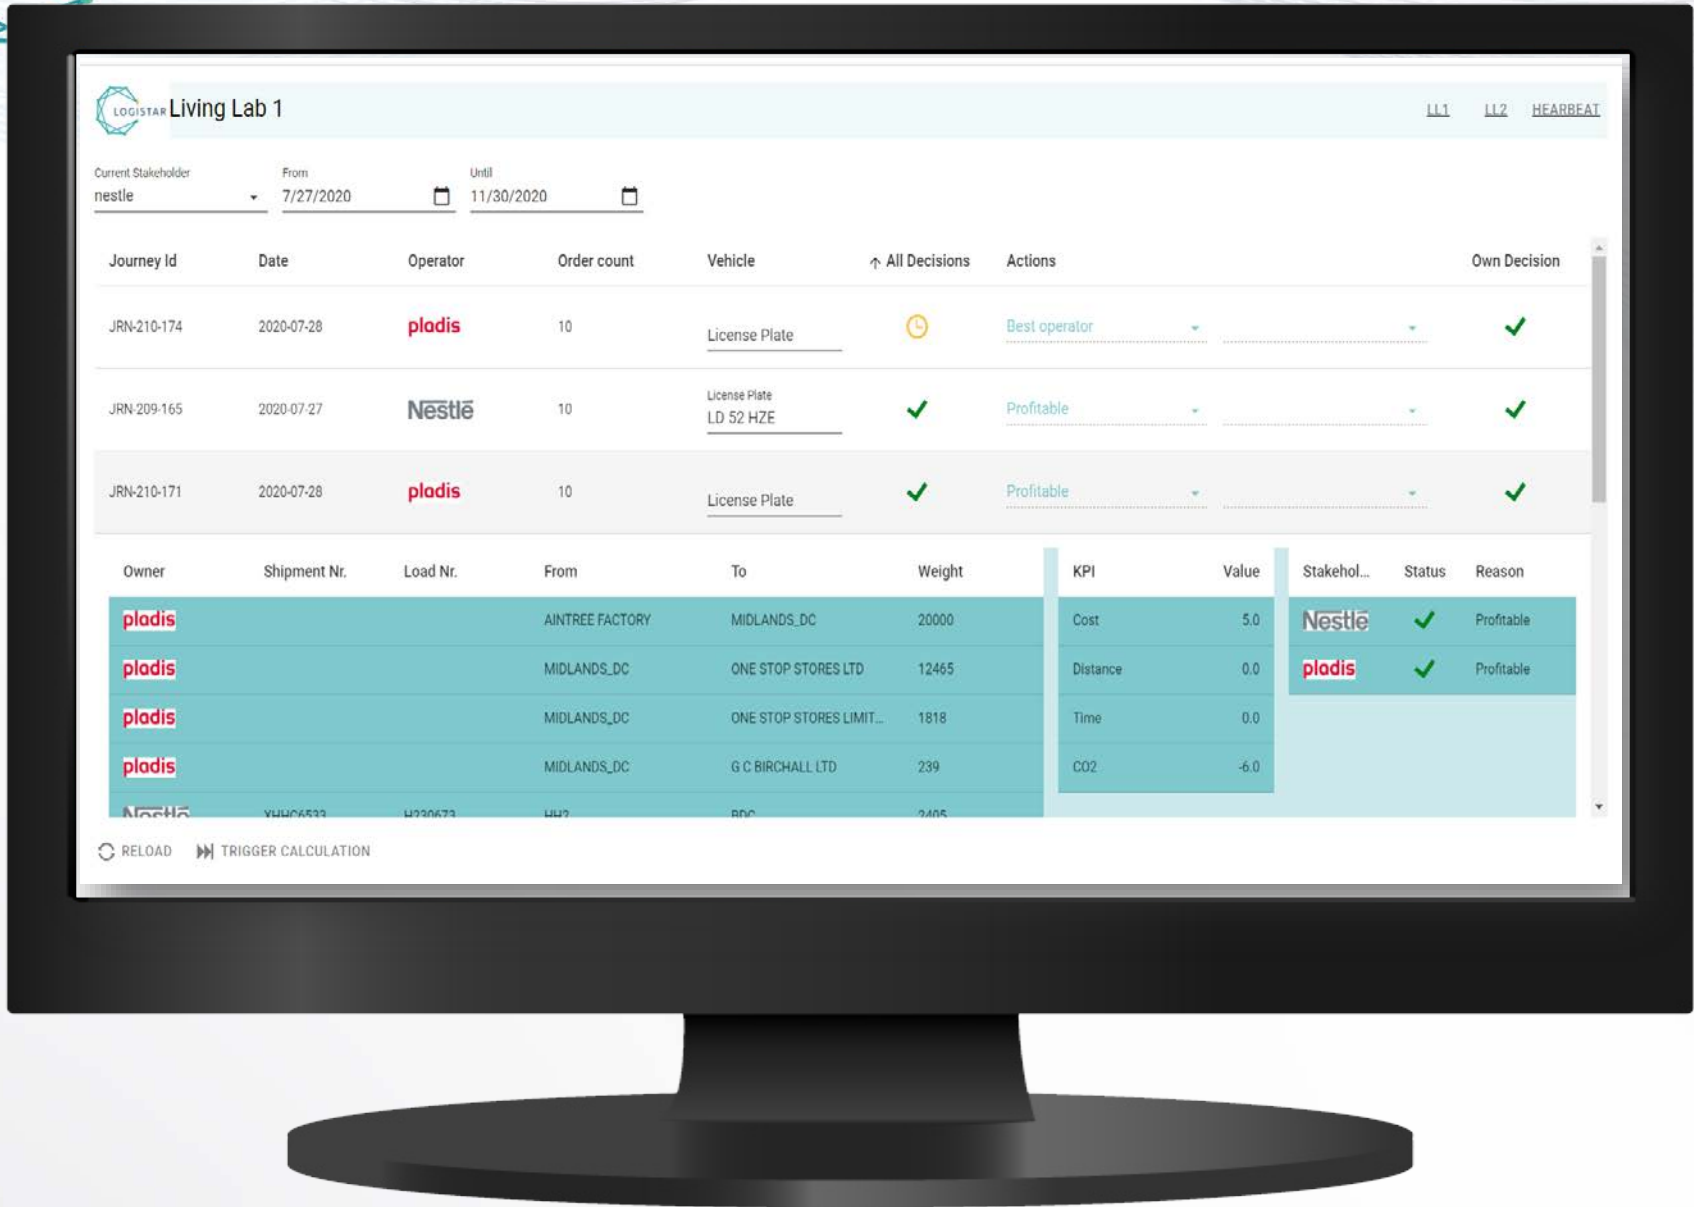 LOGISTAR Living Lab 1 LL1 LL2 HEARBEAT
Current Stakeholder From Until
nestle 7/27/2020 11/30/2020
Journey Id Date Operator Order count Vehicle ↑ All Decisions Actions Own Decision
JRN-210-174 2020-07-28 pladis 10 License Plate Best operator
License Plate
JRN-209-165 2020-07-27 Nestlé 10 LD 52 HZE Profitable
JRN-210-171 2020-07-28 pladis 10 License Plate Profitable
Owner Shipment Nr. Load Nr. From To Weight KPI Value Stakehol... Status Reason
pladis AINTREE FACTORY MIDLANDS_DC 20000 Cost 5.0 Nestlé Profitable
pladis MIDLANDS_DC ONE STOP STORES LTD 12465 Distance 0.0 pladis Profitable
pladis MIDLANDS_DC ONE STOP STORES LIMIT... 1818 Time 0.0
pladis MIDLANDS_DC G C BIRCHALL LTD 239 CO2 -6.0
Nestlé XHHC6533 H230673 HH2 BDC 2405
RELOAD TRIGGER CALCULATION